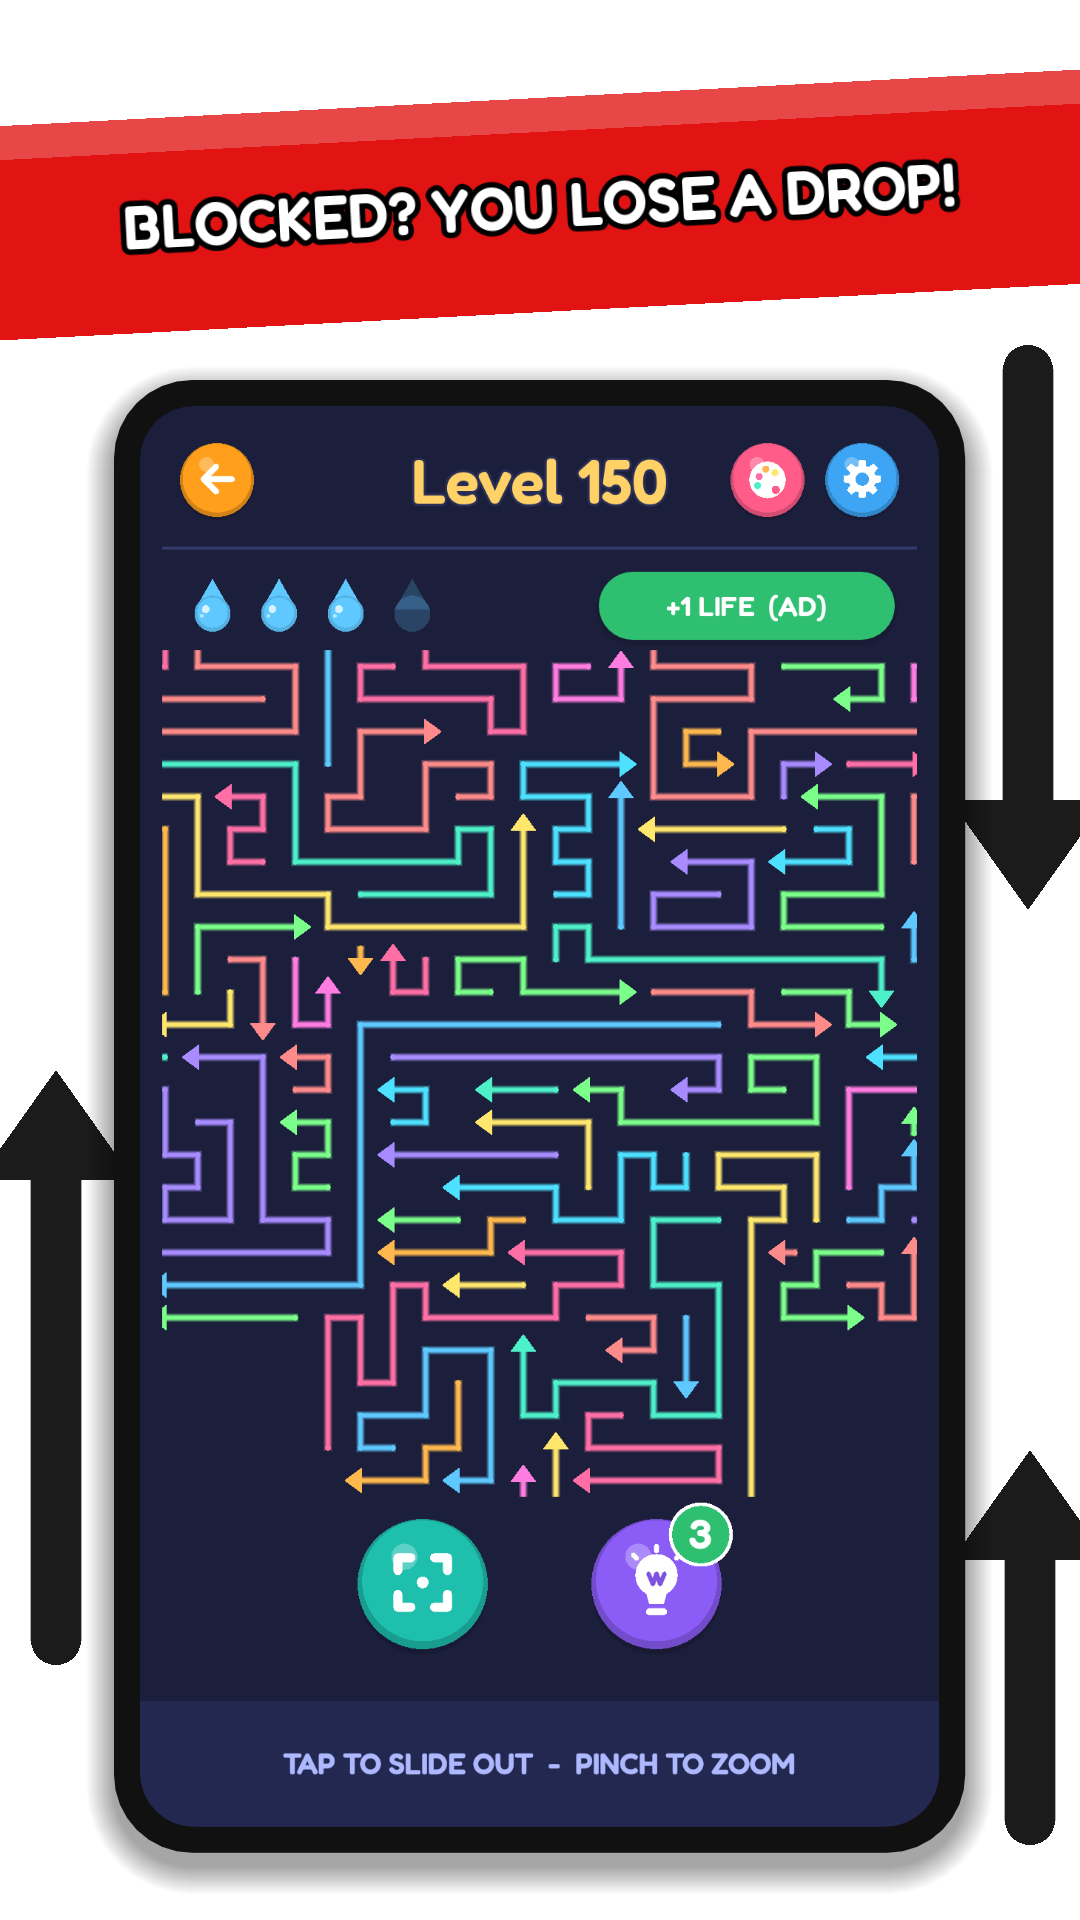 BLOCKED? YOU LOSE A DROP!
Level 150
+1 LIFE (AD)
3
W
TAP TO SLIDE OUT - PINCH TO ZOOM